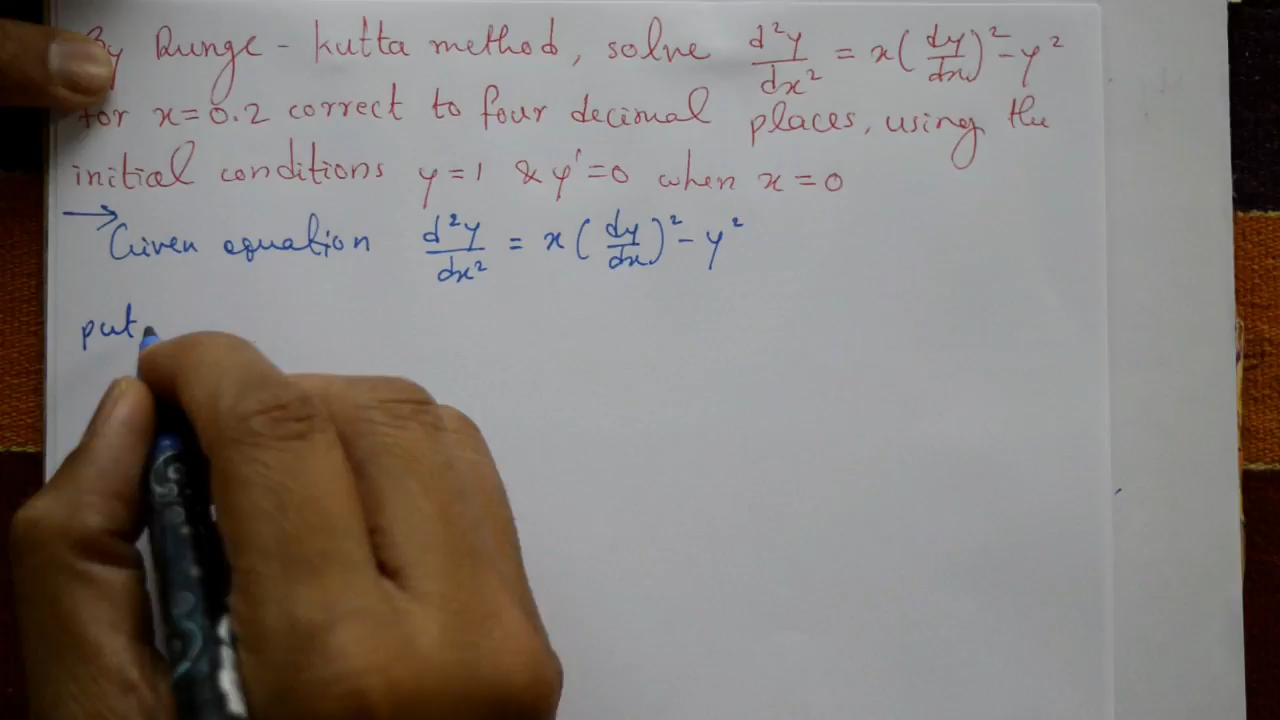 By Runge - kutta method, solve d²y/dx² = x(dy/dx)² - y²
for x=0.2 correct to four decimal places, using the
initial conditions y=1 & y'=0 when x=0
→ Given equation d²y/dx² = x(dy/dx)² - y²
put